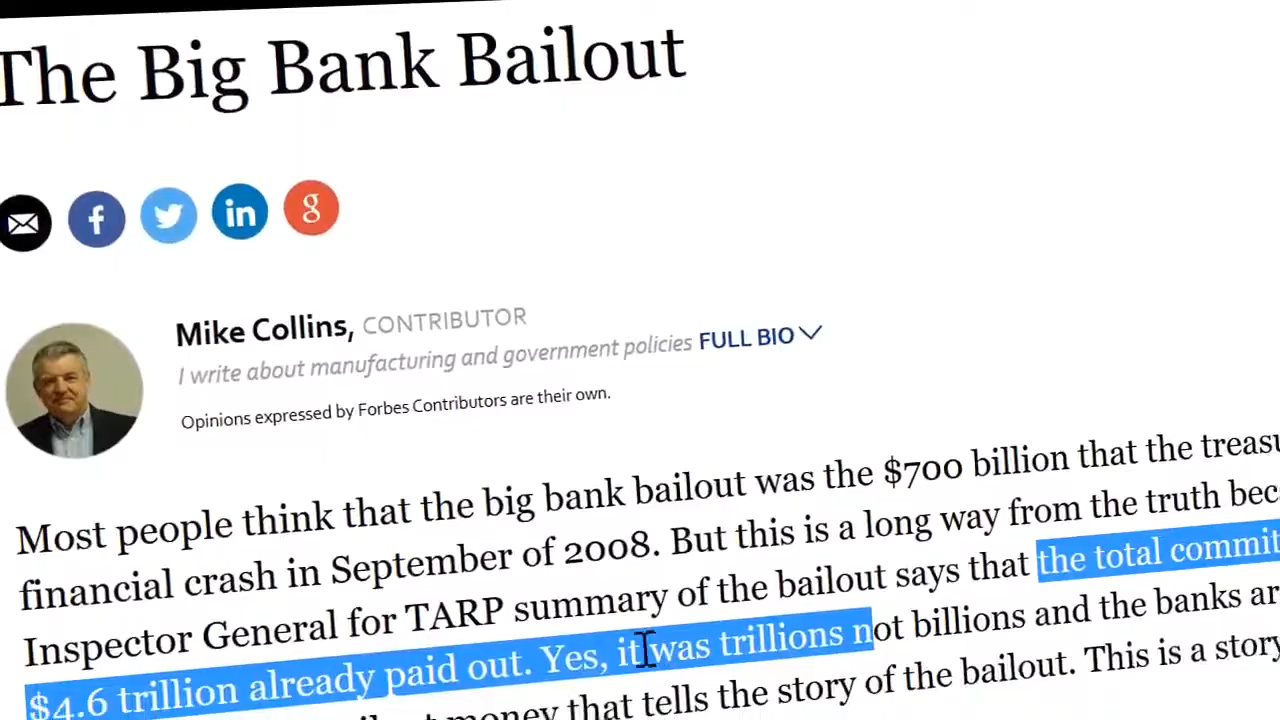 The Big Bank Bailout
f in g
Mike Collins, CONTRIBUTOR
I write about manufacturing and government policies FULL BIO
Opinions expressed by Forbes Contributors are their own.
Most people think that the big bank bailout was the $700 billion that the
financial crash in September of 2008. But this is a long way from the truth
Inspector General for TARP summary of the bailout says that the total
$4.6 trillion already paid out. Yes, it was trillions not billions and the banks
money that tells the story of the bailout. This is a story